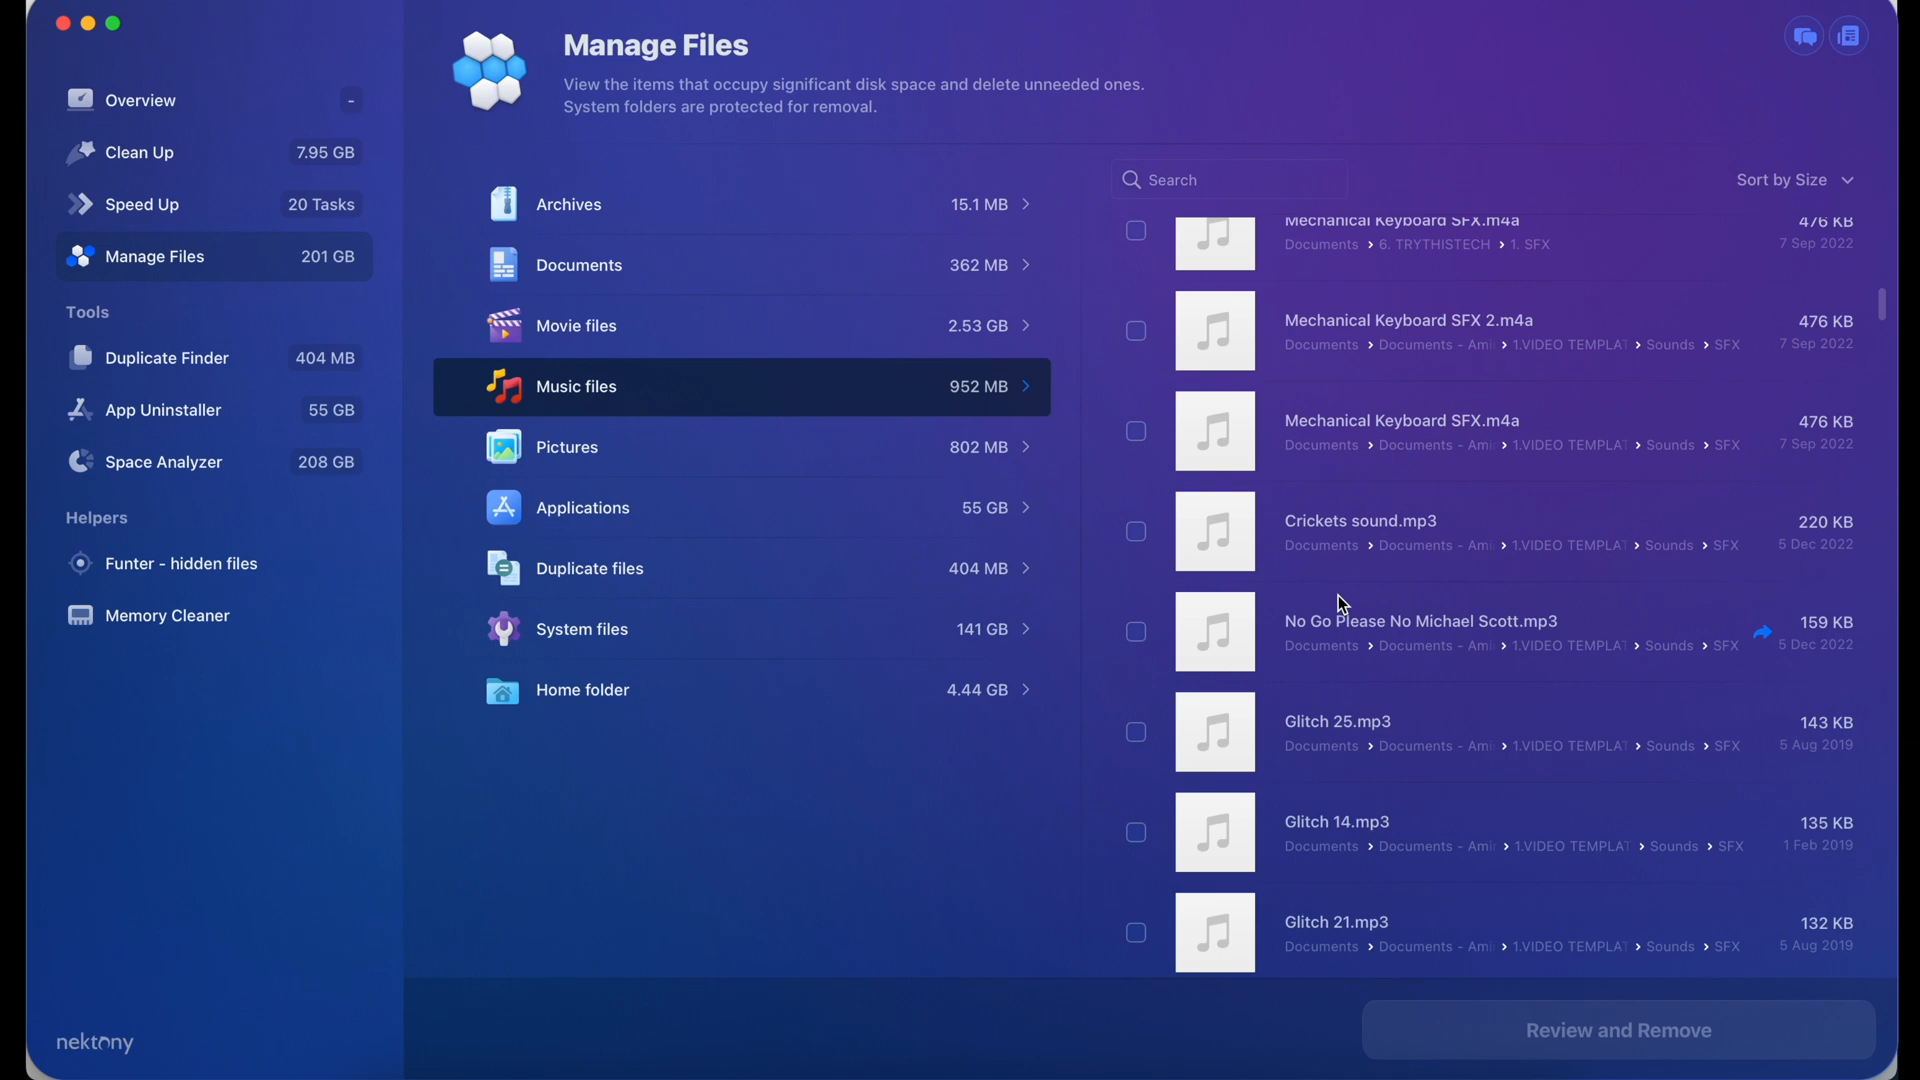 Manage Files
View the items that occupy significant disk space and delete unneeded ones.
System folders are protected for removal.
Overview -
Clean Up 7.95 GB
Speed Up 20 Tasks
Manage Files 201 GB
Tools
Duplicate Finder 404 MB
App Uninstaller 55 GB
Space Analyzer 208 GB
Helpers
Funter - hidden files
Memory Cleaner
nektony
Archives 15.1 MB
Documents 362 MB
Movie files 2.53 GB
Music files 952 MB
Pictures 802 MB
Applications 55 GB
Duplicate files 404 MB
System files 141 GB
Home folder 4.44 GB
Search
Sort by Size
Mechanical Keyboard SFX.m4a 476 KB
Documents > 6. TRYTHISTECH > 1. SFX 7 Sep 2022
Mechanical Keyboard SFX 2.m4a 476 KB
Documents > Documents - Ami > 1.VIDEO TEMPLAT > Sounds > SFX 7 Sep 2022
Mechanical Keyboard SFX.m4a 476 KB
Documents > Documents - Ami > 1.VIDEO TEMPLAT > Sounds > SFX 7 Sep 2022
Crickets sound.mp3 220 KB
Documents > Documents - Ami > 1.VIDEO TEMPLAT > Sounds > SFX 5 Dec 2022
No Go Please No Michael Scott.mp3 159 KB
Documents > Documents - Ami > 1.VIDEO TEMPLAT > Sounds > SFX 5 Dec 2022
Glitch 25.mp3 143 KB
Documents > Documents - Ami > 1.VIDEO TEMPLAT > Sounds > SFX 5 Aug 2019
Glitch 14.mp3 135 KB
Documents > Documents - Ami > 1.VIDEO TEMPLAT > Sounds > SFX 1 Feb 2019
Glitch 21.mp3 132 KB
Documents > Documents - Ami > 1.VIDEO TEMPLAT > Sounds > SFX 5 Aug 2019
Review and Remove